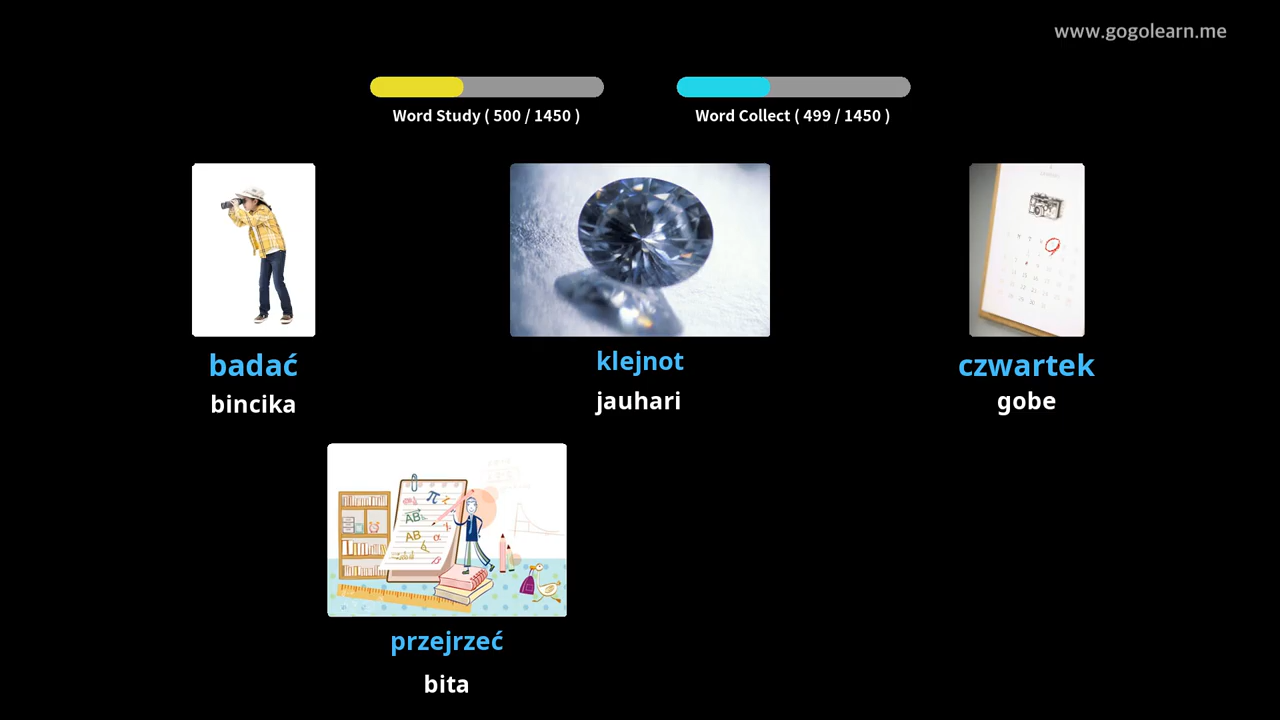 www.gogolearn.me
Word Study ( 500 / 1450 )
Word Collect ( 499 / 1450 )
badać
klejnot
czwartek
bincika
jauhari
gobe
przejrzeć
bita